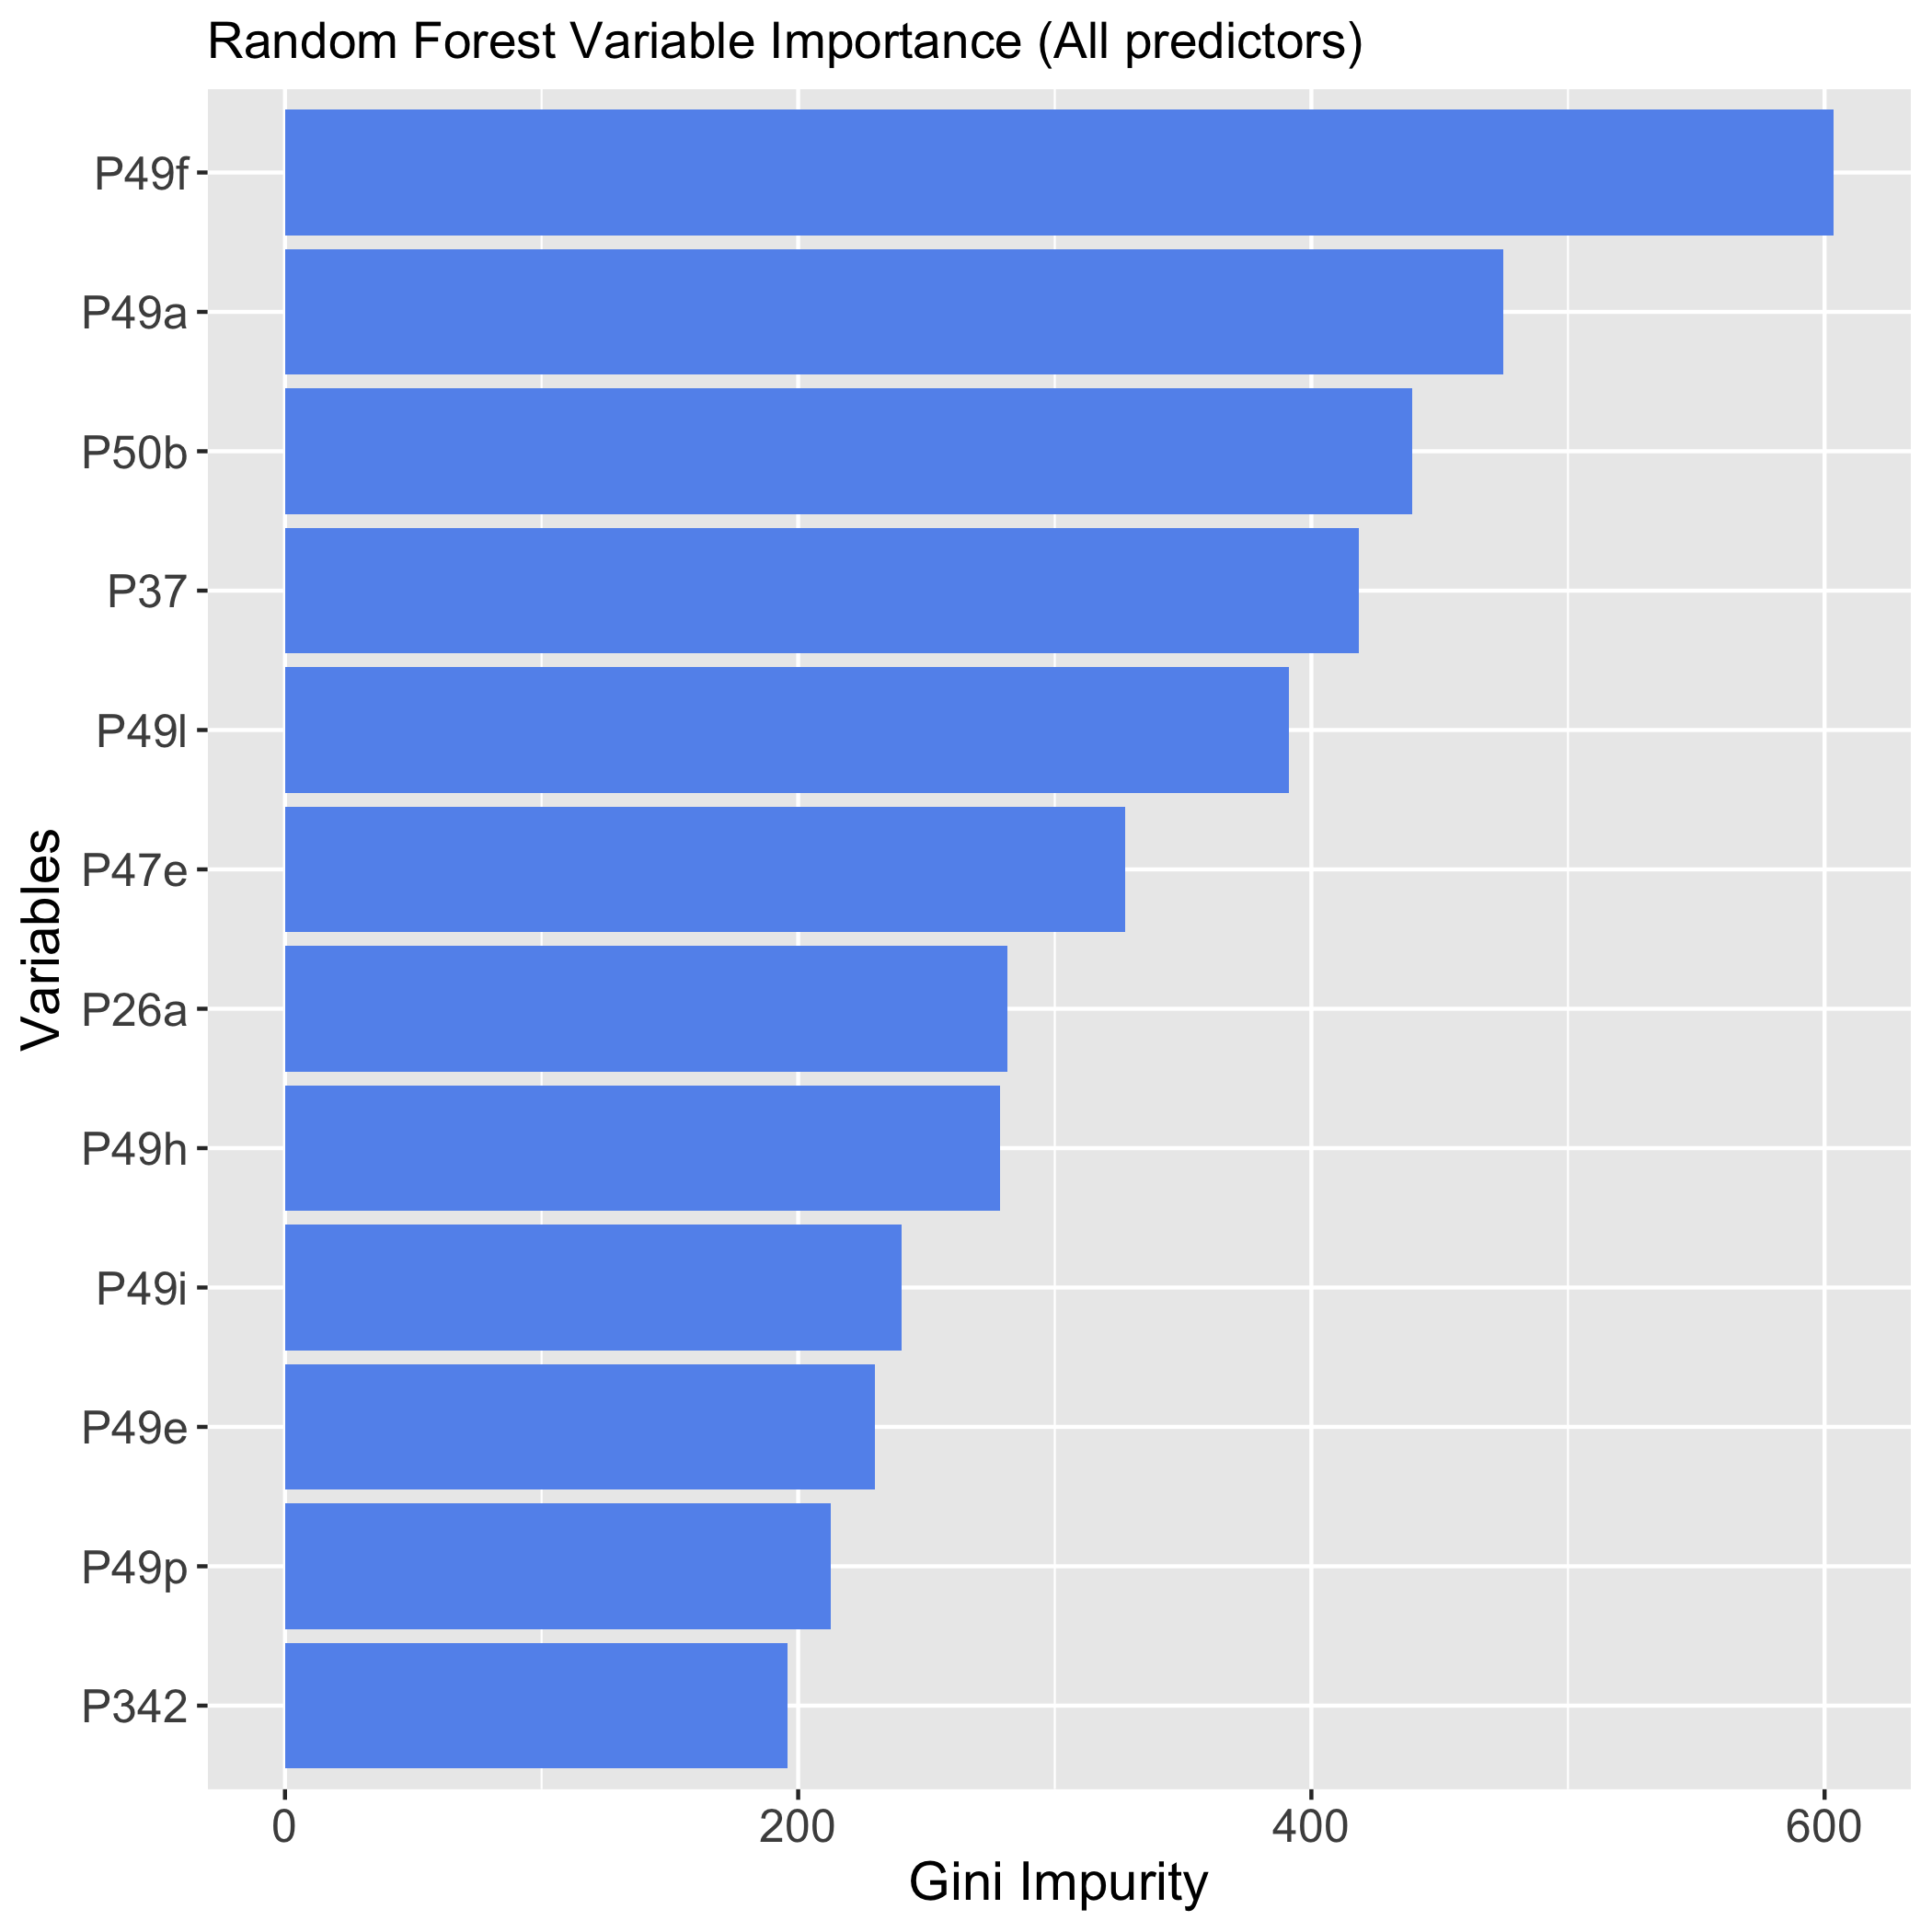 Random Forest Variable Importance (All predictors)
Variables
P49f
P49a
P50b
P37
P49l
P47e
P26a
P49h
P49i
P49e
P49p
P342
0 200 400 600
Gini Impurity